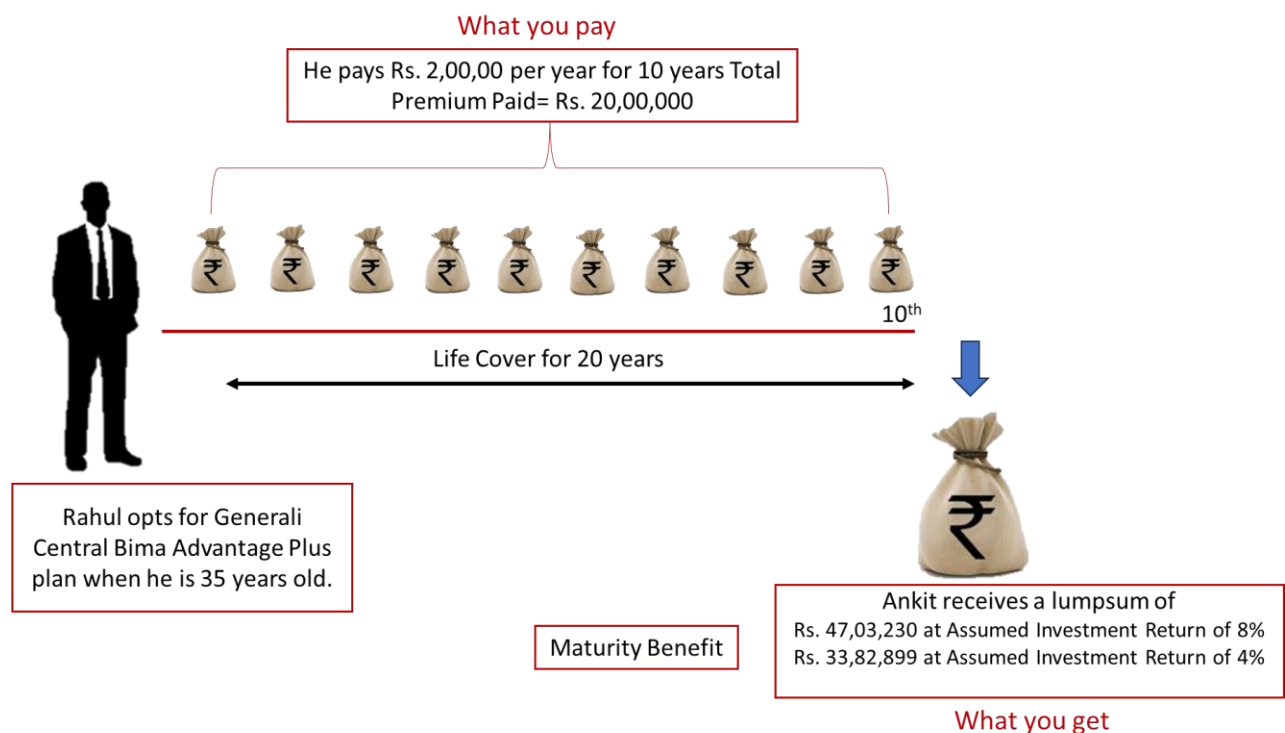 What you pay
He pays Rs. 2,00,00 per year for 10 years Total
Premium Paid= Rs. 20,00,000
₹ ₹ ₹ ₹ ₹ ₹ ₹ ₹ ₹ ₹
10th
Life Cover for 20 years
₹
Rahul opts for Generali
Central Bima Advantage Plus
plan when he is 35 years old.
Maturity Benefit
Ankit receives a lumpsum of
Rs. 47,03,230 at Assumed Investment Return of 8%
Rs. 33,82,899 at Assumed Investment Return of 4%
What you get